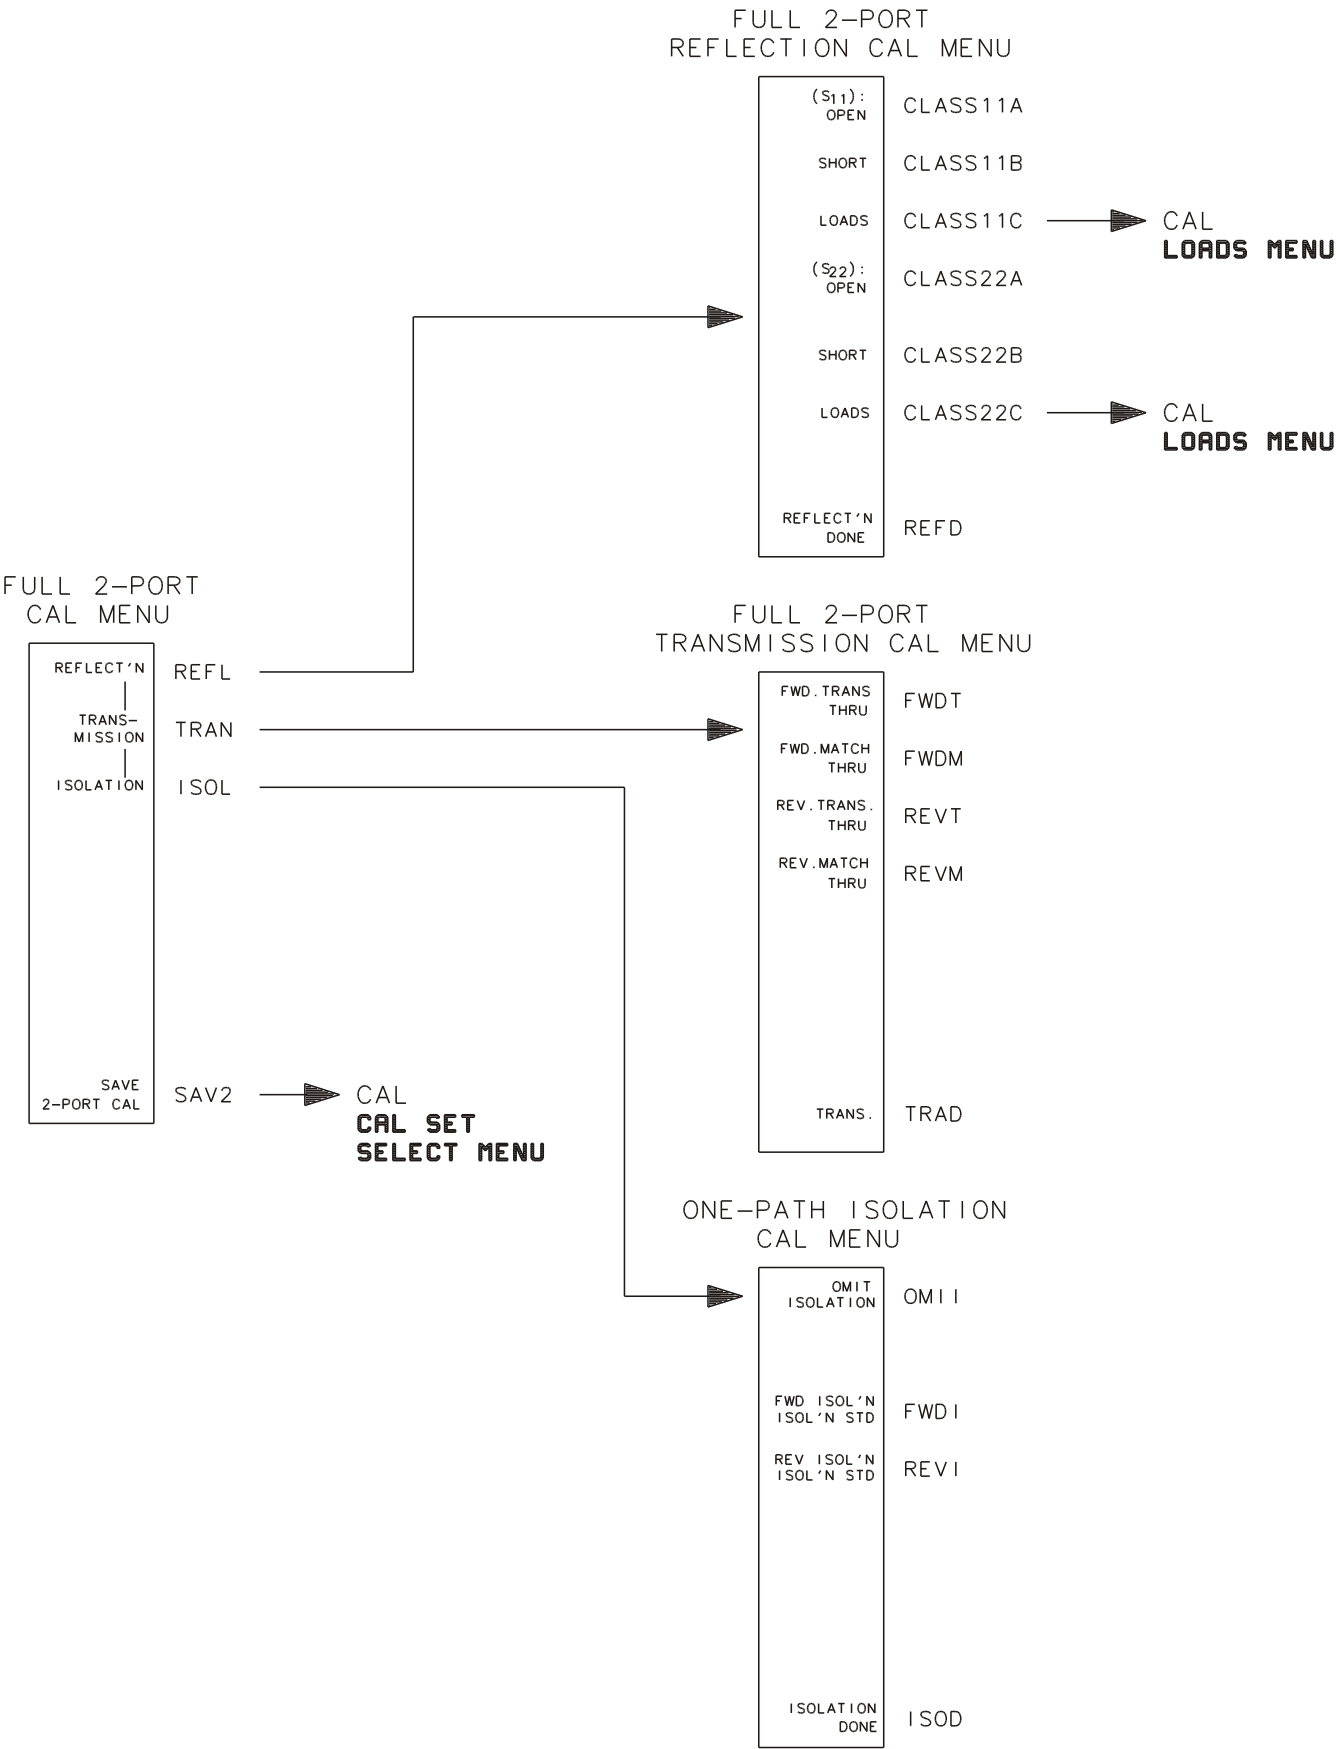 FULL 2-PORT
REFLECTION CAL MENU
(S11):
OPEN
CLASS11A
SHORT
CLASS11B
LOADS
CLASS11C
CAL
LOADS MENU
(S22):
OPEN
CLASS22A
SHORT
CLASS22B
LOADS
CLASS22C
CAL
LOADS MENU
REFLECT'N
DONE
REFD
FULL 2-PORT
CAL MENU
REFLECT'N
REFL
TRANS-
MISSION
TRAN
ISOLATION
ISOL
SAVE
2-PORT CAL
SAV2
CAL
CAL SET
SELECT MENU
FULL 2-PORT
TRANSMISSION CAL MENU
FWD.TRANS
THRU
FWDT
FWD.MATCH
THRU
FWDM
REV.TRANS.
THRU
REVT
REV.MATCH
THRU
REVM
TRANS.
TRAD
ONE-PATH ISOLATION
CAL MENU
OMIT
ISOLATION
OMII
FWD ISOL'N
ISOL'N STD
FWDI
REV ISOL'N
ISOL'N STD
REVI
ISOLATION
DONE
ISOD